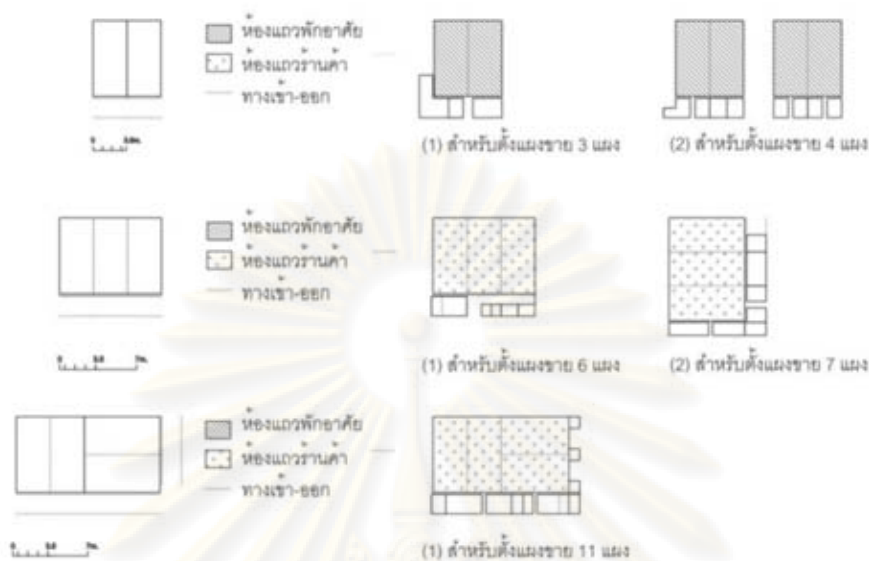 ห้องแถวพักอาศัย
ห้องแถวร้านค้า
ทางเข้า-ออก
(1) สำหรับตั้งแผงขาย 3 แผง
(2) สำหรับตั้งแผงขาย 4 แผง
ห้องแถวพักอาศัย
ห้องแถวร้านค้า
ทางเข้า-ออก
(1) สำหรับตั้งแผงขาย 6 แผง
(2) สำหรับตั้งแผงขาย 7 แผง
ห้องแถวพักอาศัย
ห้องแถวร้านค้า
ทางเข้า-ออก
(1) สำหรับตั้งแผงขาย 11 แผง